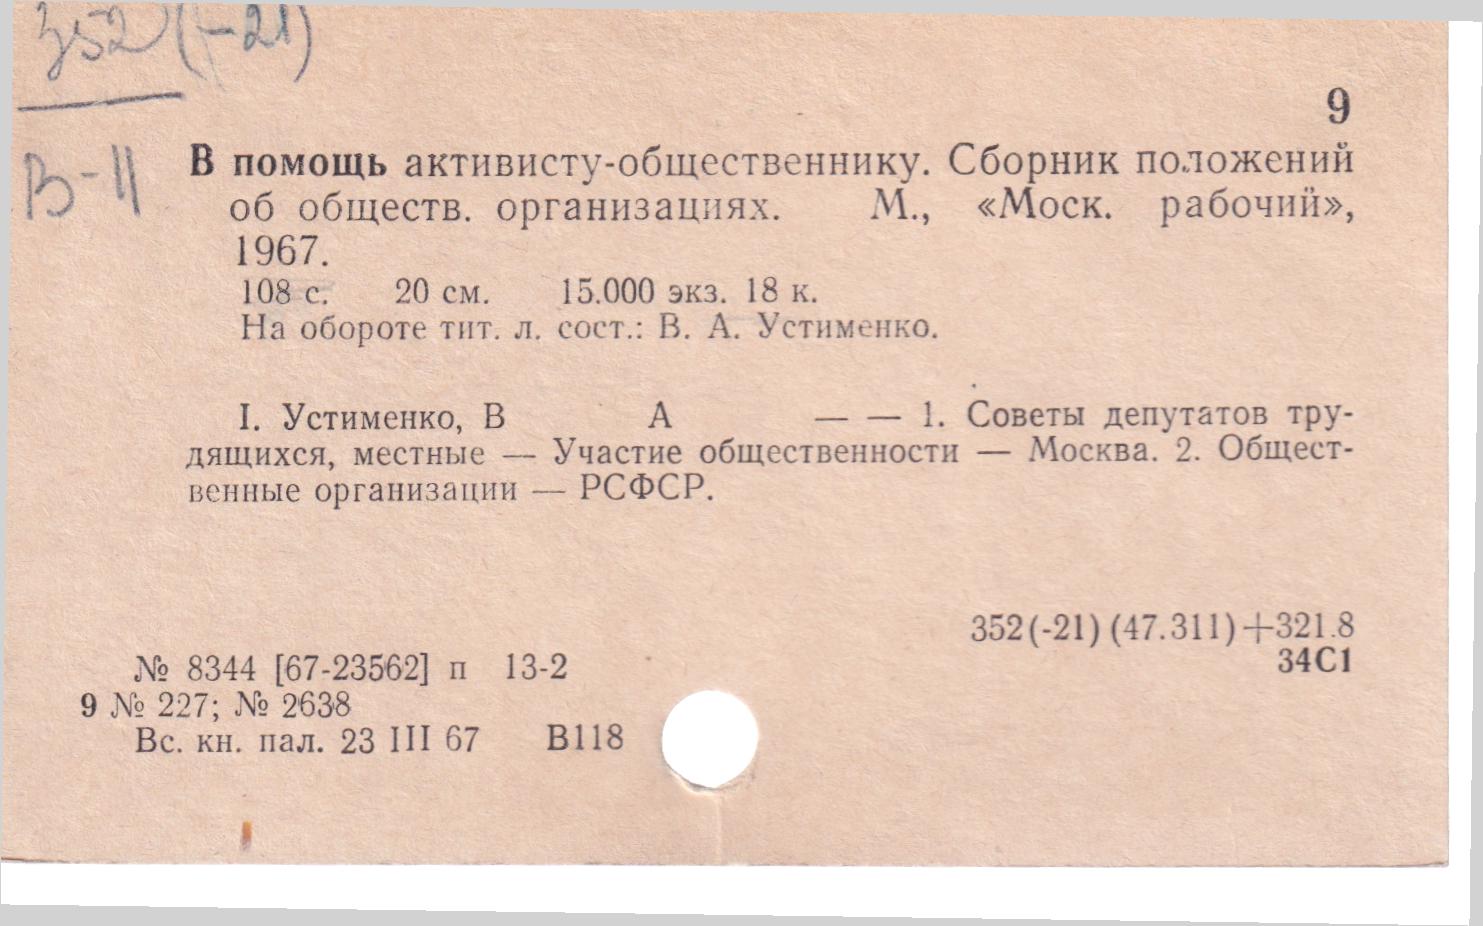 352(-21)
9
В-11
В помощь активисту-общественнику. Сборник положений
об обществ. организациях. М., «Моск. рабочий»,
1967.
108 с. 20 см. 15.000 экз. 18 к.
На обороте тит. л. сост.: В. А. Устименко.
I. Устименко, В А — — 1. Советы депутатов тру-
дящихся, местные — Участие общественности — Москва. 2. Общест-
венные организации — РСФСР.
352(-21)(47.311)+321.8
34С1
№ 8344 [67-23562] п 13-2
9 № 227; № 2638
Вс. кн. пал. 23 III 67 В118